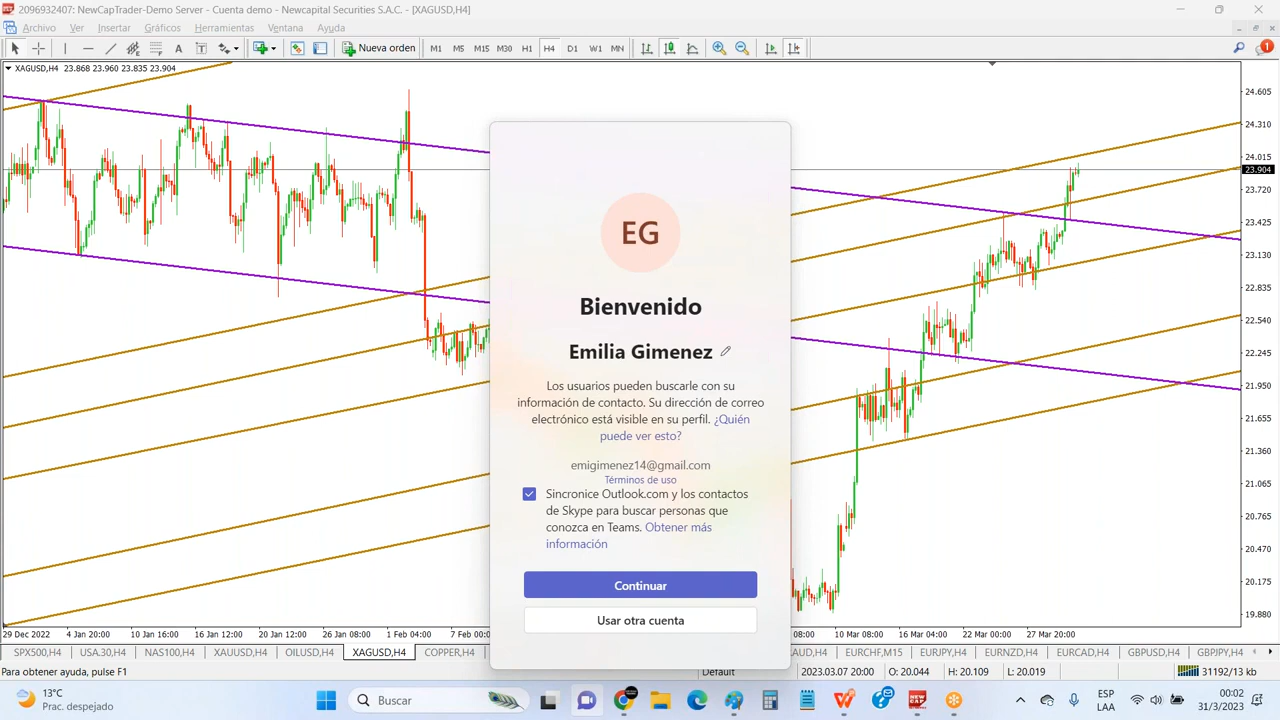 2096932407: NewCapTrader-Demo Server - Cuenta demo - Newcapital Securities S.A.C. - [XAGUSD,H4]
Archivo Ver Insertar Gráficos Herramientas Ventana Ayuda
A T Nueva orden M1 M5 M15 M30 H1 H4 D1 W1 MN 1
XAGUSD,H4 23.868 23.960 23.835 23.904
24.605
24.310
24.015
23.904
23.720
23.425
23.130
22.835
22.540
22.245
21.950
21.655
21.360
21.065
20.765
20.470
20.175
19.880
EG
Bienvenido
Emilia Gimenez
Los usuarios pueden buscarle con su
información de contacto. Su dirección de correo
electrónico está visible en su perfil. ¿Quién
puede ver esto?
emigimenez14@gmail.com
Términos de uso
Sincronice Outlook.com y los contactos
de Skype para buscar personas que
conozca en Teams. Obtener más
información
Continuar
Usar otra cuenta
29 Dec 2022 4 Jan 20:00 10 Jan 16:00 16 Jan 12:00 20 Jan 12:00 26 Jan 08:00 1 Feb 04:00 7 Feb 00:00 08:00 10 Mar 08:00 16 Mar 04:00 22 Mar 00:00 27 Mar 20:00
SPX500,H4 USA.30,H4 NAS100,H4 XAUUSD,H4 OILUSD,H4 XAGUSD,H4 COPPER,H4 AUD,H4 EURCHF,M15 EURJPY,H4 EURNZD,H4 EURCAD,H4 GBPUSD,H4 GBPJPY,H4
Para obtener ayuda, pulse F1 Default 2023.03.07 20:00 O: 20.044 H: 20.109 L: 20.019 31192/13 kb
13°C
Prac. despejado
Buscar
ESP
LAA
00:02
31/3/2023